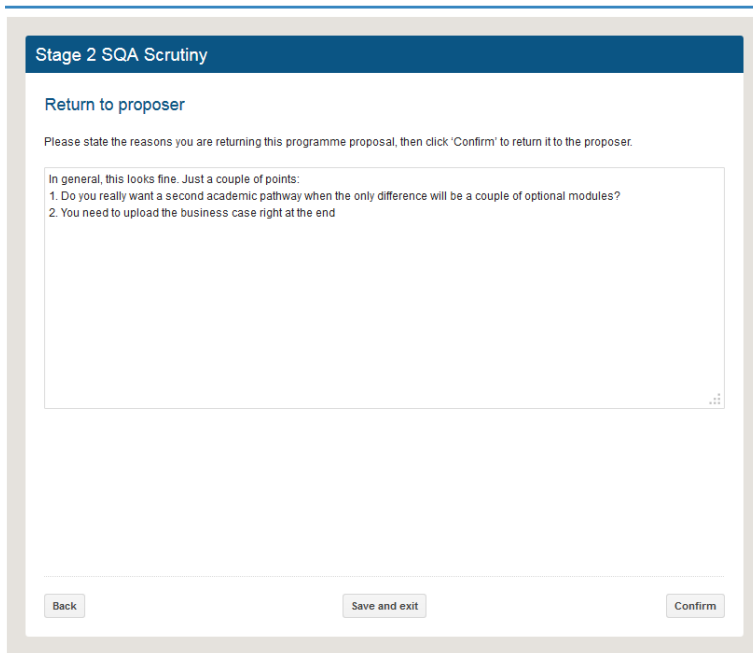 Stage 2 SQA Scrutiny
Return to proposer
Please state the reasons you are returning this programme proposal, then click ‘Confirm’ to return it to the proposer.
In general, this looks fine. Just a couple of points:
1. Do you really want a second academic pathway when the only difference will be a couple of optional modules?
2. You need to upload the business case right at the end
Back
Save and exit
Confirm